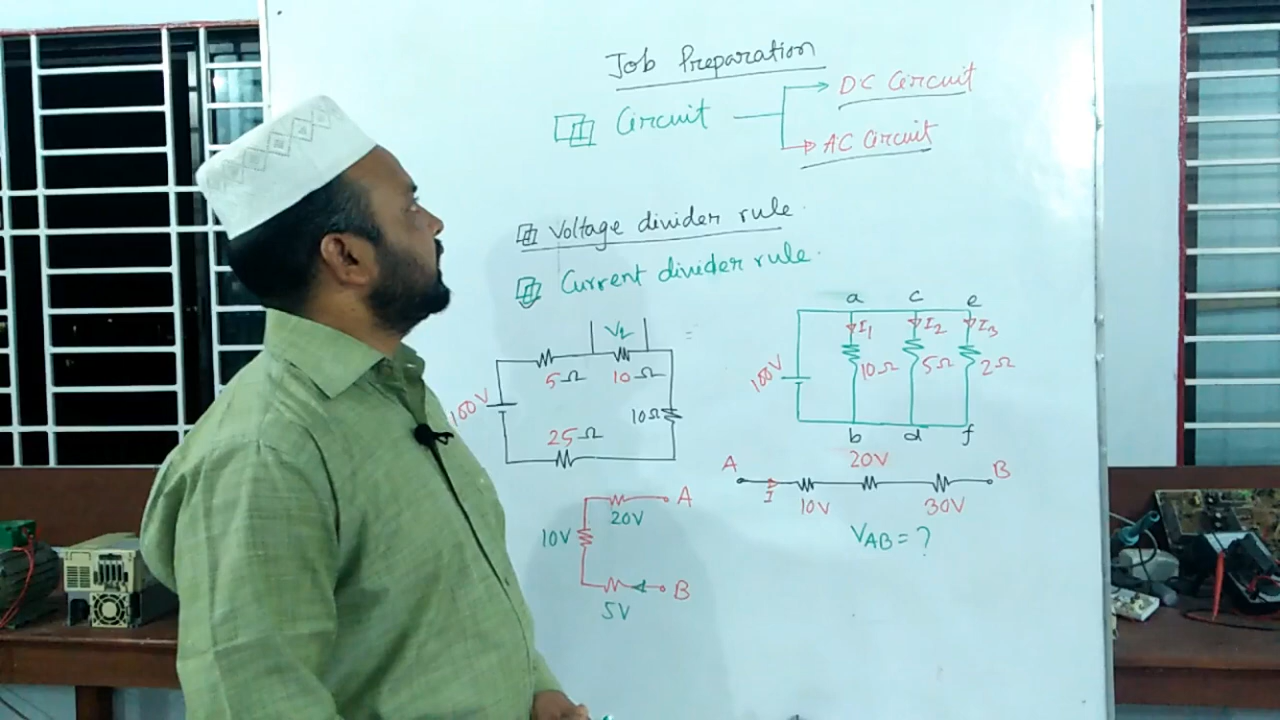 Job Preparation
Circuit
DC Circuit
AC Circuit
Voltage divider rule.
Current divider rule.
100V
5Ω
V2
10Ω
10Ω
25Ω
=
100V
a c e
I1 I2 I3
10Ω 5Ω 2Ω
b d f
A I 10V 20V 30V B
VAB = ?
A
20V
10V
B
5V